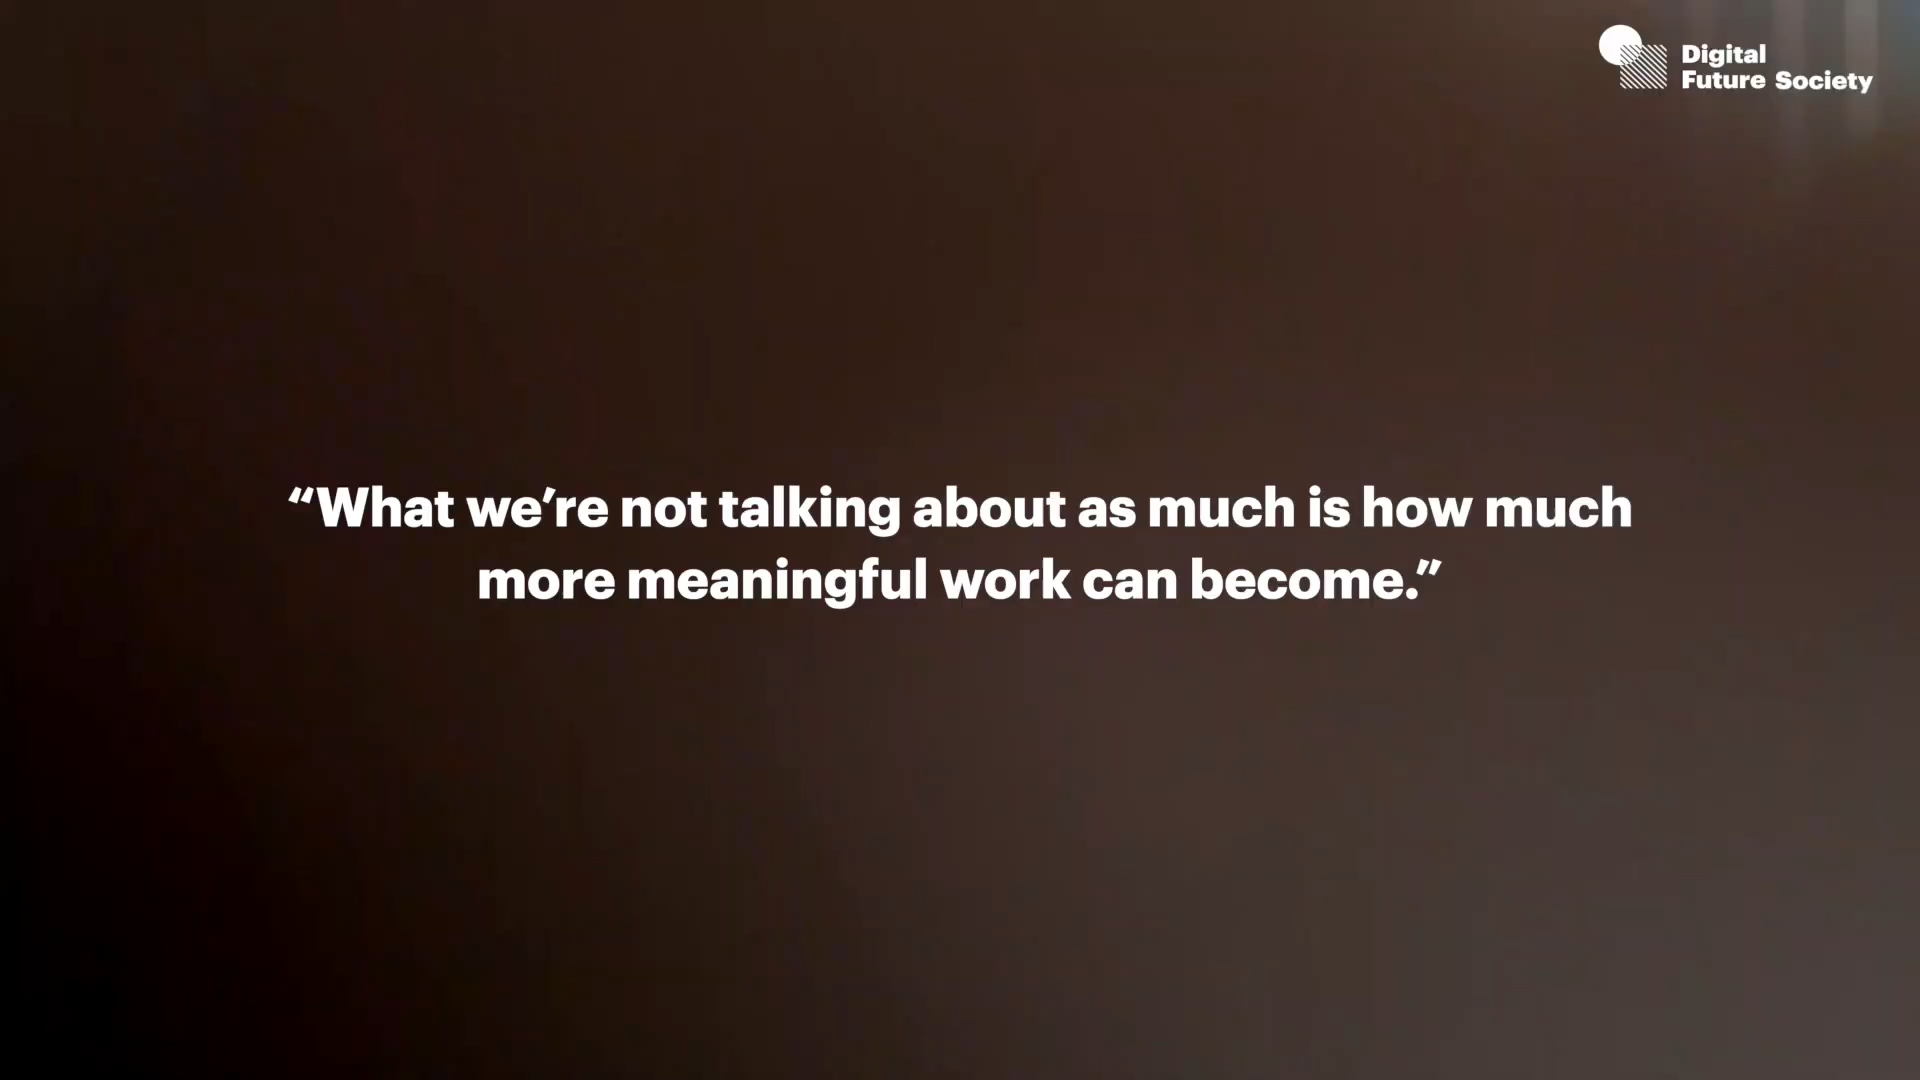 Digital
Future Society
“What we’re not talking about as much is how much
more meaningful work can become.”